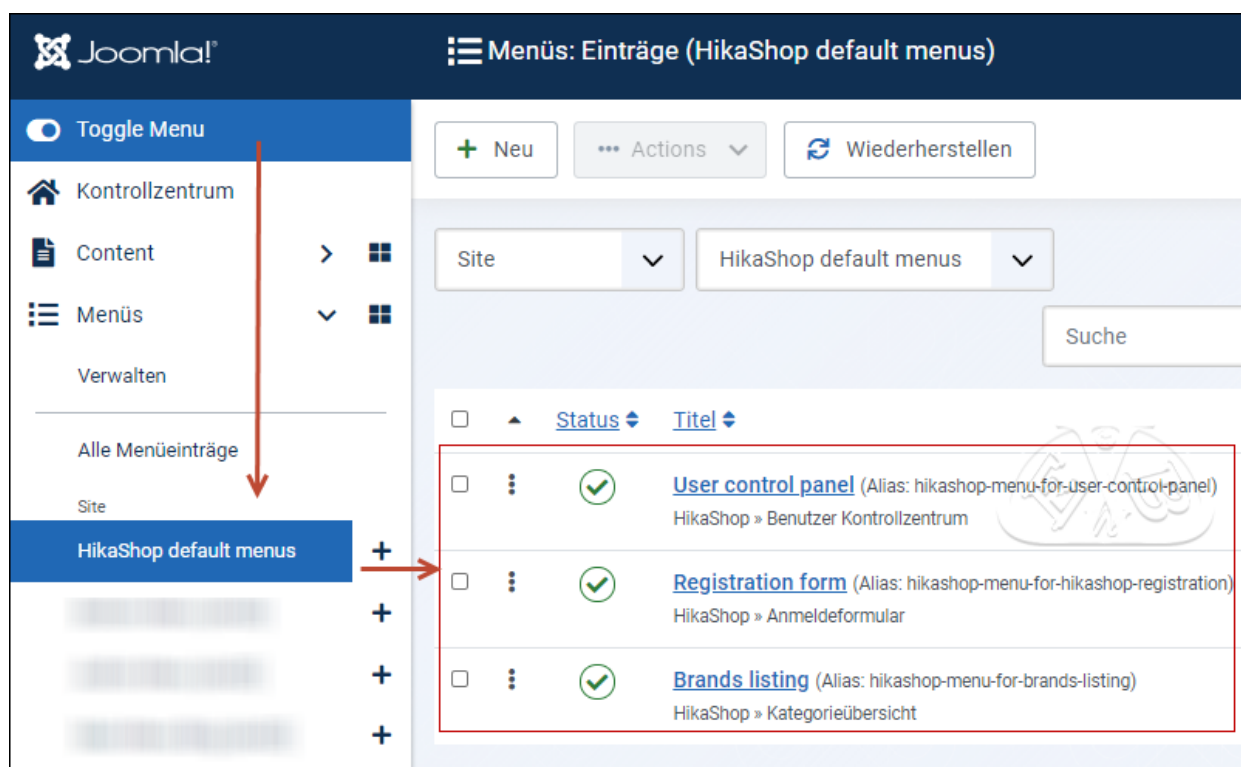 Joomla!
Menüs: Einträge (HikaShop default menus)
Toggle Menu
Kontrollzentrum
Content
Menüs
Verwalten
Alle Menüeinträge
Site
HikaShop default menus
Neu
Actions
Wiederherstellen
Site
HikaShop default menus
Suche
Status
Titel
User control panel (Alias: hikashop-menu-for-user-control-panel)
HikaShop » Benutzer Kontrollzentrum
Registration form (Alias: hikashop-menu-for-hikashop-registration)
HikaShop » Anmeldeformular
Brands listing (Alias: hikashop-menu-for-brands-listing)
HikaShop » Kategorieübersicht